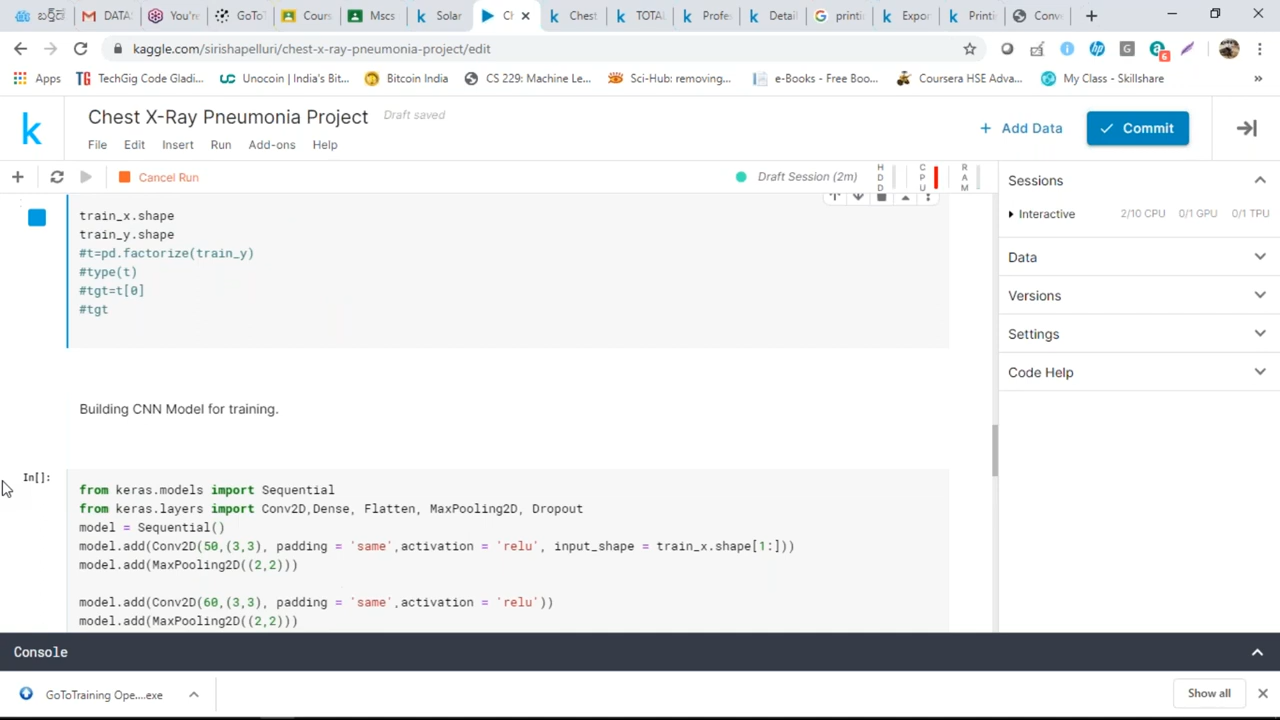 DATA
You're
GoTo
Cours
Mscs
Solar
Ch
Chest
TOTAL
Profe
Detail
printi
Expor
Printi
Conv
kaggle.com/sirishapelluri/chest-x-ray-pneumonia-project/edit
6
Apps
TechGig Code Gladi...
Unocoin | India's Bit...
Bitcoin India
CS 229: Machine Le...
Sci-Hub: removing...
e-Books - Free Boo...
Coursera HSE Adva...
My Class - Skillshare
»
k
Chest X-Ray Pneumonia Project
Draft saved
File Edit Insert Run Add-ons Help
+ Add Data
Commit
Cancel Run
Draft Session (2m)
HDD
CPU
RAM
train_x.shape
train_y.shape
#t=pd.factorize(train_y)
#type(t)
#tgt=t[0]
#tgt
Building CNN Model for training.
In[]:
from keras.models import Sequential
from keras.layers import Conv2D,Dense, Flatten, MaxPooling2D, Dropout
model = Sequential()
model.add(Conv2D(50,(3,3), padding = 'same',activation = 'relu', input_shape = train_x.shape[1:]))
model.add(MaxPooling2D((2,2)))
model.add(Conv2D(60,(3,3), padding = 'same',activation = 'relu'))
model.add(MaxPooling2D((2,2)))
Sessions
Interactive 2/10 CPU 0/1 GPU 0/1 TPU
Data
Versions
Settings
Code Help
Console
GoToTraining Ope....exe
Show all